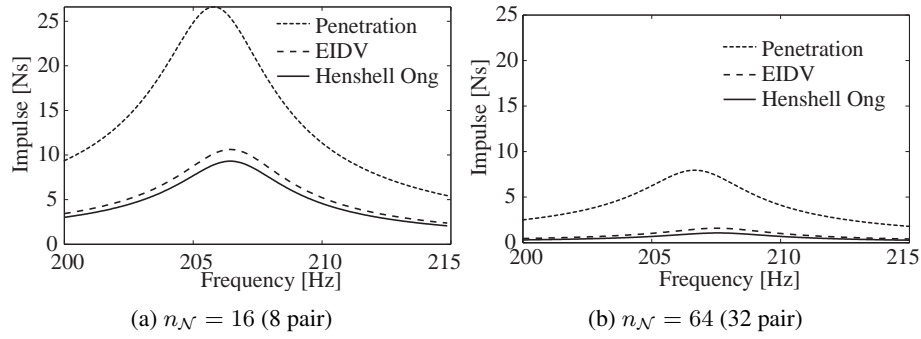 Impulse [Ns]
25
20
15
10
5
0
Penetration
EIDV
Henshell Ong
200
205
210
215
Frequency [Hz]
(a) n𝒩 = 16 (8 pair)
Impulse [Ns]
25
20
15
10
5
0
Penetration
EIDV
Henshell Ong
200
205
210
215
Frequency [Hz]
(b) n𝒩 = 64 (32 pair)